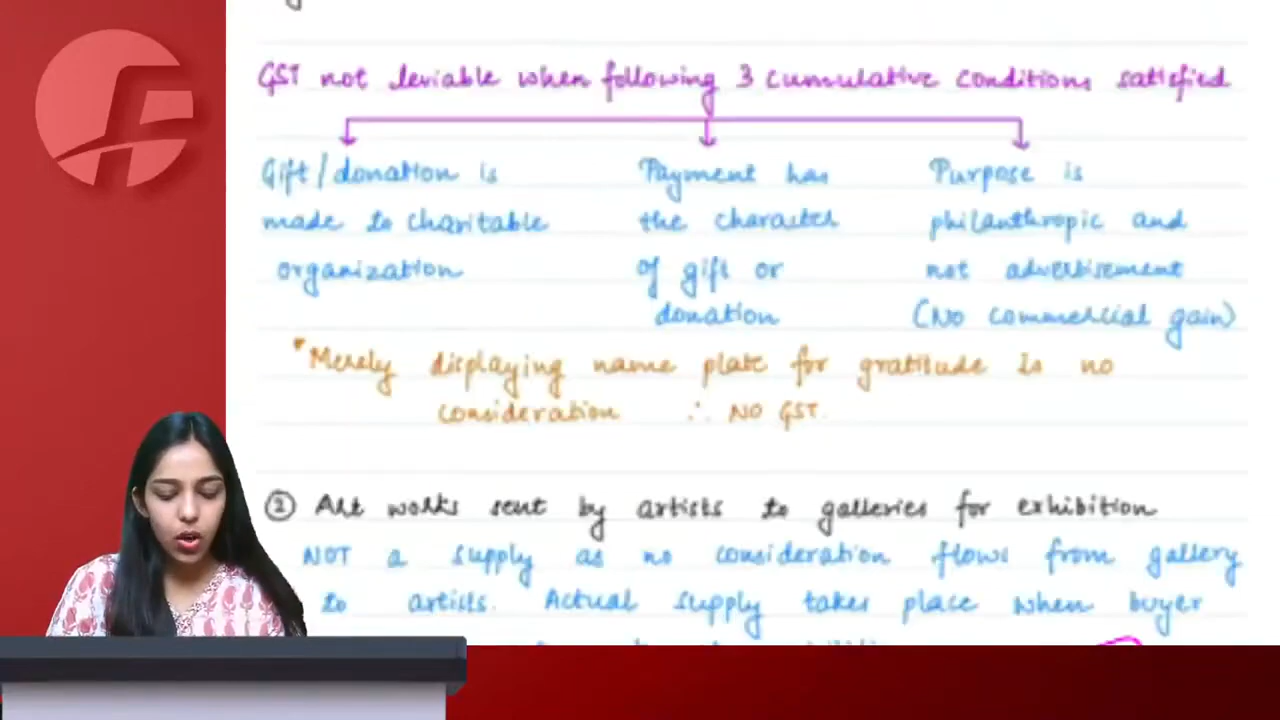 GST not leviable when following 3 cumulative conditions satisfied
Gift/donation is
made to charitable
organization
Payment has
the character
of gift or
donation
Purpose is
philanthropic and
not advertisement
(No commercial gain)
*Merely displaying name plate for gratitude is no
consideration ∴ NO GST.
② Art works sent by artists to galleries for exhibition
NOT a supply as no consideration flows from gallery
to artists. Actual supply takes place when buyer